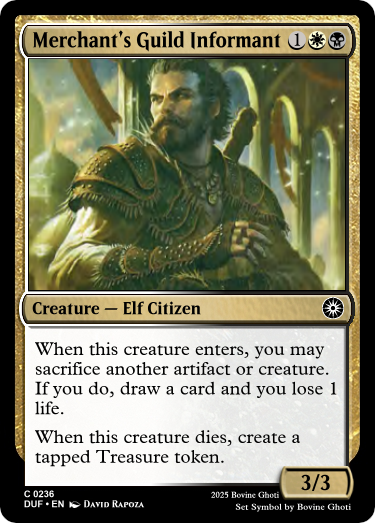 Merchant's Guild Informant 1
Creature — Elf Citizen
When this creature enters, you may
sacrifice another artifact or creature.
If you do, draw a card and you lose 1
life.
When this creature dies, create a
tapped Treasure token.
3/3
C 0236
DUF • EN David Rapoza
2025 Bovine Ghoti
Set Symbol by Bovine Ghoti